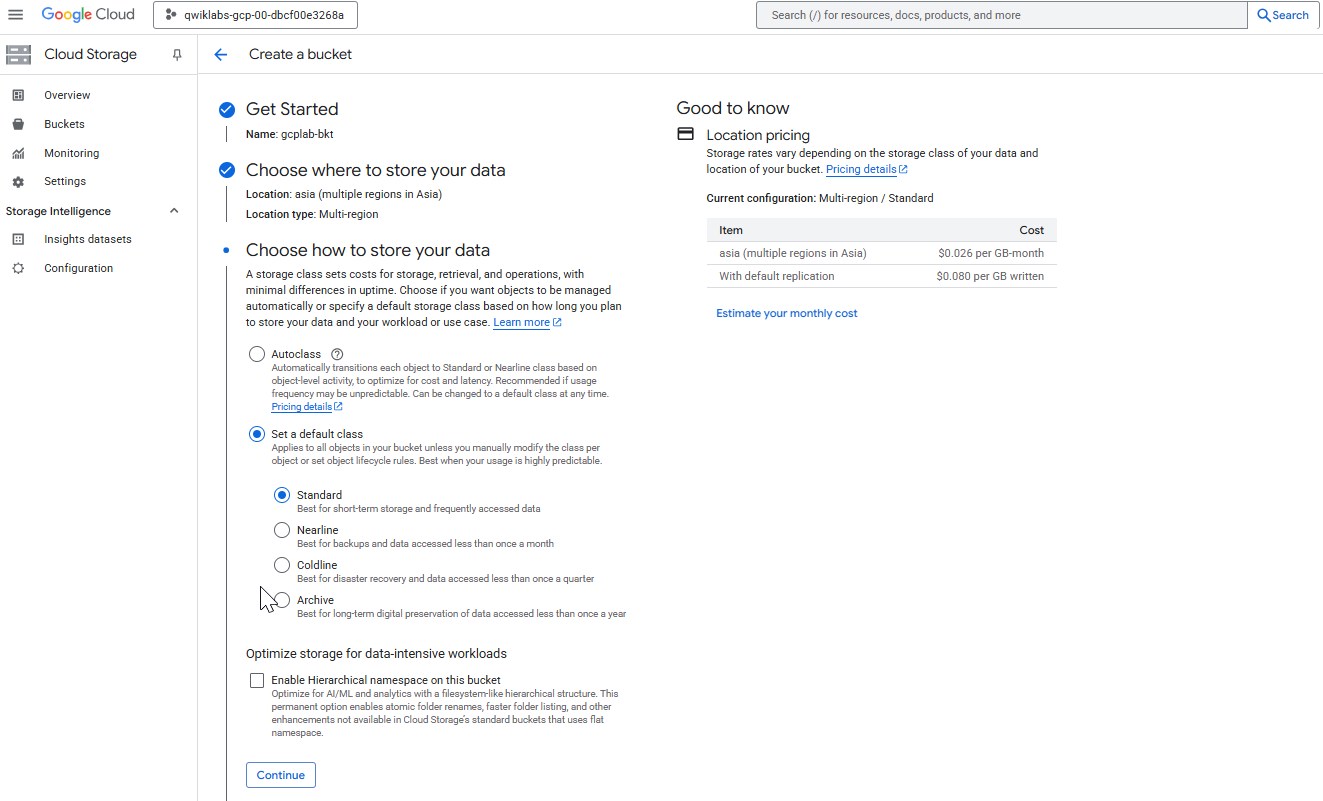 Google Cloud
qwiklabs-gcp-00-dbcf00e3268a
Search (/) for resources, docs, products, and more
Search
Cloud Storage
Create a bucket
Overview
Buckets
Monitoring
Settings
Storage Intelligence
Insights datasets
Configuration
Get Started
Name: gcplab-bkt
Choose where to store your data
Location: asia (multiple regions in Asia)
Location type: Multi-region
Choose how to store your data
A storage class sets costs for storage, retrieval, and operations, with
minimal differences in uptime. Choose if you want objects to be managed
automatically or specify a default storage class based on how long you plan
to store your data and your workload or use case. Learn more
Autoclass
Automatically transitions each object to Standard or Nearline class based on
object-level activity, to optimize for cost and latency. Recommended if usage
frequency may be unpredictable. Can be changed to a default class at any time.
Pricing details
Set a default class
Applies to all objects in your bucket unless you manually modify the class per
object or set object lifecycle rules. Best when your usage is highly predictable.
Standard
Best for short-term storage and frequently accessed data
Nearline
Best for backups and data accessed less than once a month
Coldline
Best for disaster recovery and data accessed less than once a quarter
Archive
Best for long-term digital preservation of data accessed less than once a year
Optimize storage for data-intensive workloads
Enable Hierarchical namespace on this bucket
Optimize for AI/ML and analytics with a filesystem-like hierarchical structure. This
permanent option enables atomic folder renames, faster folder listing, and other
enhancements not available in Cloud Storage's standard buckets that uses flat
namespace.
Continue
Good to know
Location pricing
Storage rates vary depending on the storage class of your data and
location of your bucket. Pricing details
Current configuration: Multi-region / Standard
Item Cost
asia (multiple regions in Asia) $0.026 per GB-month
With default replication $0.080 per GB written
Estimate your monthly cost